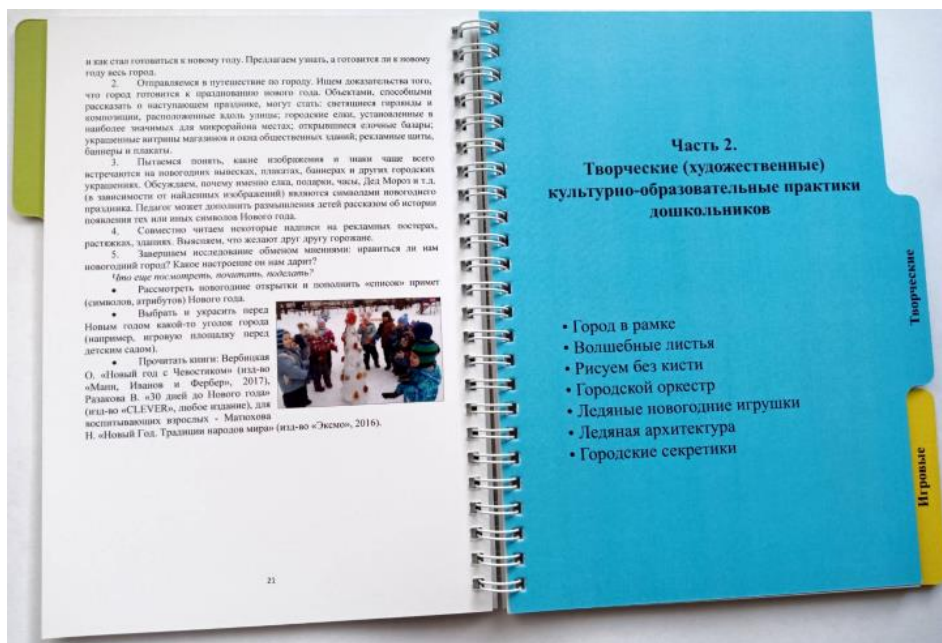 и как стал готовиться к новому году. Предлагаем узнать, а готовится ли к новому
году весь город.
2. Отправляемся в путешествие по городу. Ищем доказательства того,
что город готовится к празднованию нового года. Объектами, способными
рассказать о наступающем празднике, могут стать: светящиеся гирлянды и
композиции, расположенные вдоль улицы; городские елки, установленные в
наиболее значимых для микрорайона местах; открывшиеся елочные базары;
украшенные витрины магазинов и окна общественных зданий; рекламные щиты,
баннеры и плакаты.
3. Пытаемся понять, какие изображения и знаки чаще всего
встречаются на новогодних вывесках, плакатах, баннерах и других городских
украшениях. Обсуждаем, почему именно елка, подарки, часы, Дед Мороз и т.д.
(в зависимости от найденных изображений) являются символами новогоднего
праздника. Педагог может дополнить размышления детей рассказом об истории
появления тех или иных символов Нового года.
4. Совместно читаем некоторые надписи на рекламных постерах,
растяжках, зданиях. Выясняем, что желают друг другу горожане.
5. Завершаем исследование обменом мнениями: нравиться ли нам
новогодний город? Какое настроение он нам дарит?
Что еще посмотреть, почитать, поделать?
• Рассмотреть новогодние открытки и пополнить «список» примет
(символов, атрибутов) Нового года.
• Выбрать и украсить перед
Новым годом какой-то уголок города
(например, игровую площадку перед
детским садом).
• Прочитать книги: Вербицкая
О. «Новый год с Чевостиком» (изд-во
«Манн, Иванов и Фербер», 2017),
Разакова В. «30 дней до Нового года»
(изд-во «CLEVER», любое издание), для
воспитывающих взрослых - Матюхова
Н. «Новый Год. Традиции народов мира» (изд-во «Эксмо», 2016).
21
Часть 2.
Творческие (художественные)
культурно-образовательные практики
дошкольников
• Город в рамке
• Волшебные листья
• Рисуем без кисти
• Городской оркестр
• Ледяные новогодние игрушки
• Ледяная архитектура
• Городские секретики
Творческие
Игровые